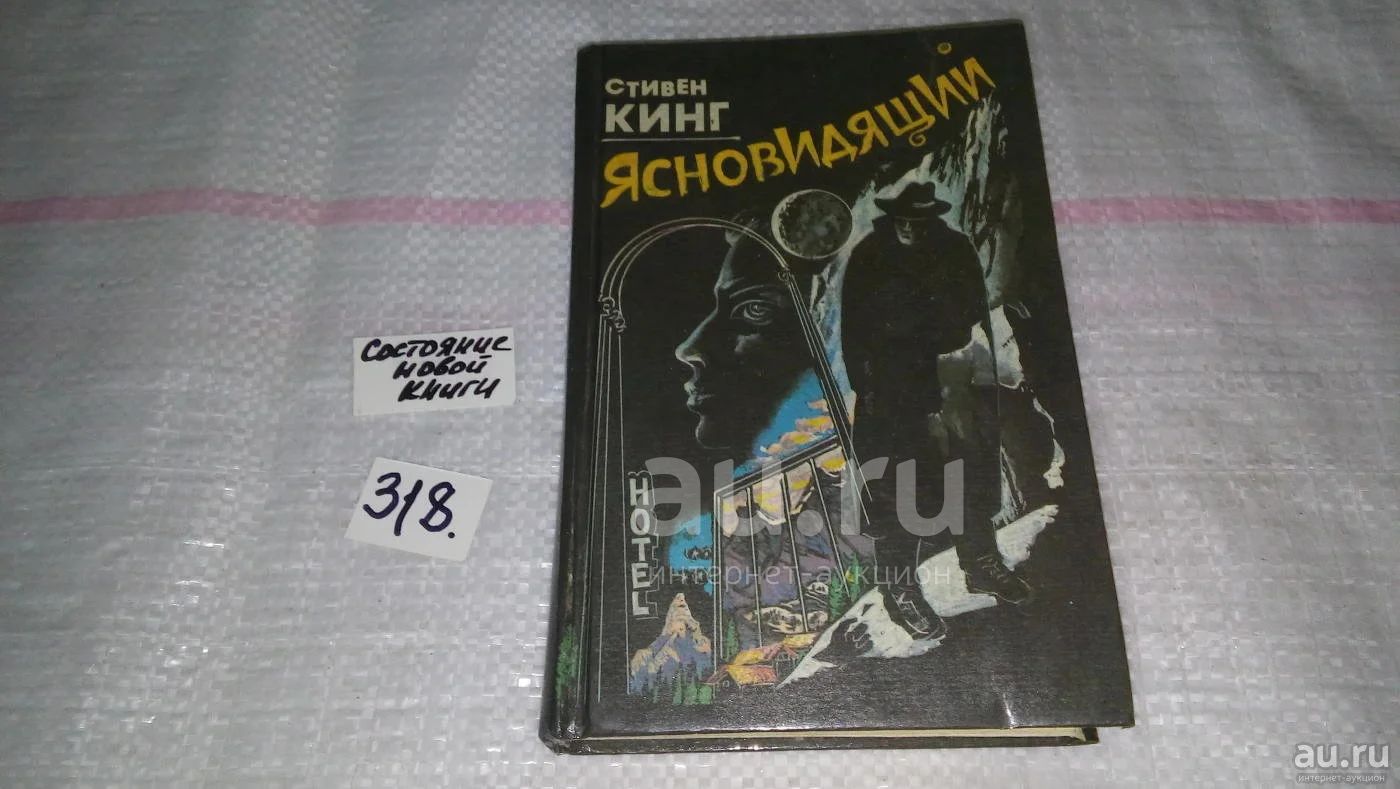 СТИВЕН
КИНГ
ЯСНОВИДЯЩИЙ
Состояние
новой
книги
318.
HOTEL
au.ru
интернет-аукцион
au.ru
интернет-аукцион